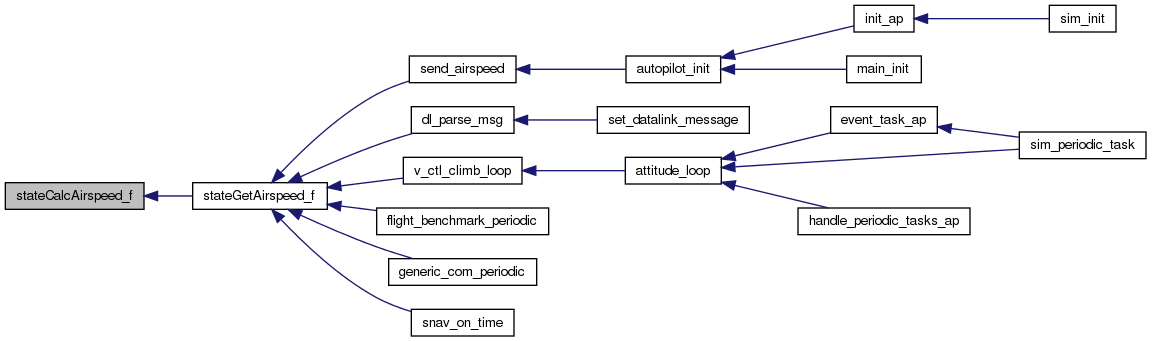 init_ap
sim_init
send_airspeed
autopilot_init
main_init
dl_parse_msg
set_datalink_message
event_task_ap
sim_periodic_task
v_ctl_climb_loop
attitude_loop
stateCalcAirspeed_f
stateGetAirspeed_f
flight_benchmark_periodic
handle_periodic_tasks_ap
generic_com_periodic
snav_on_time